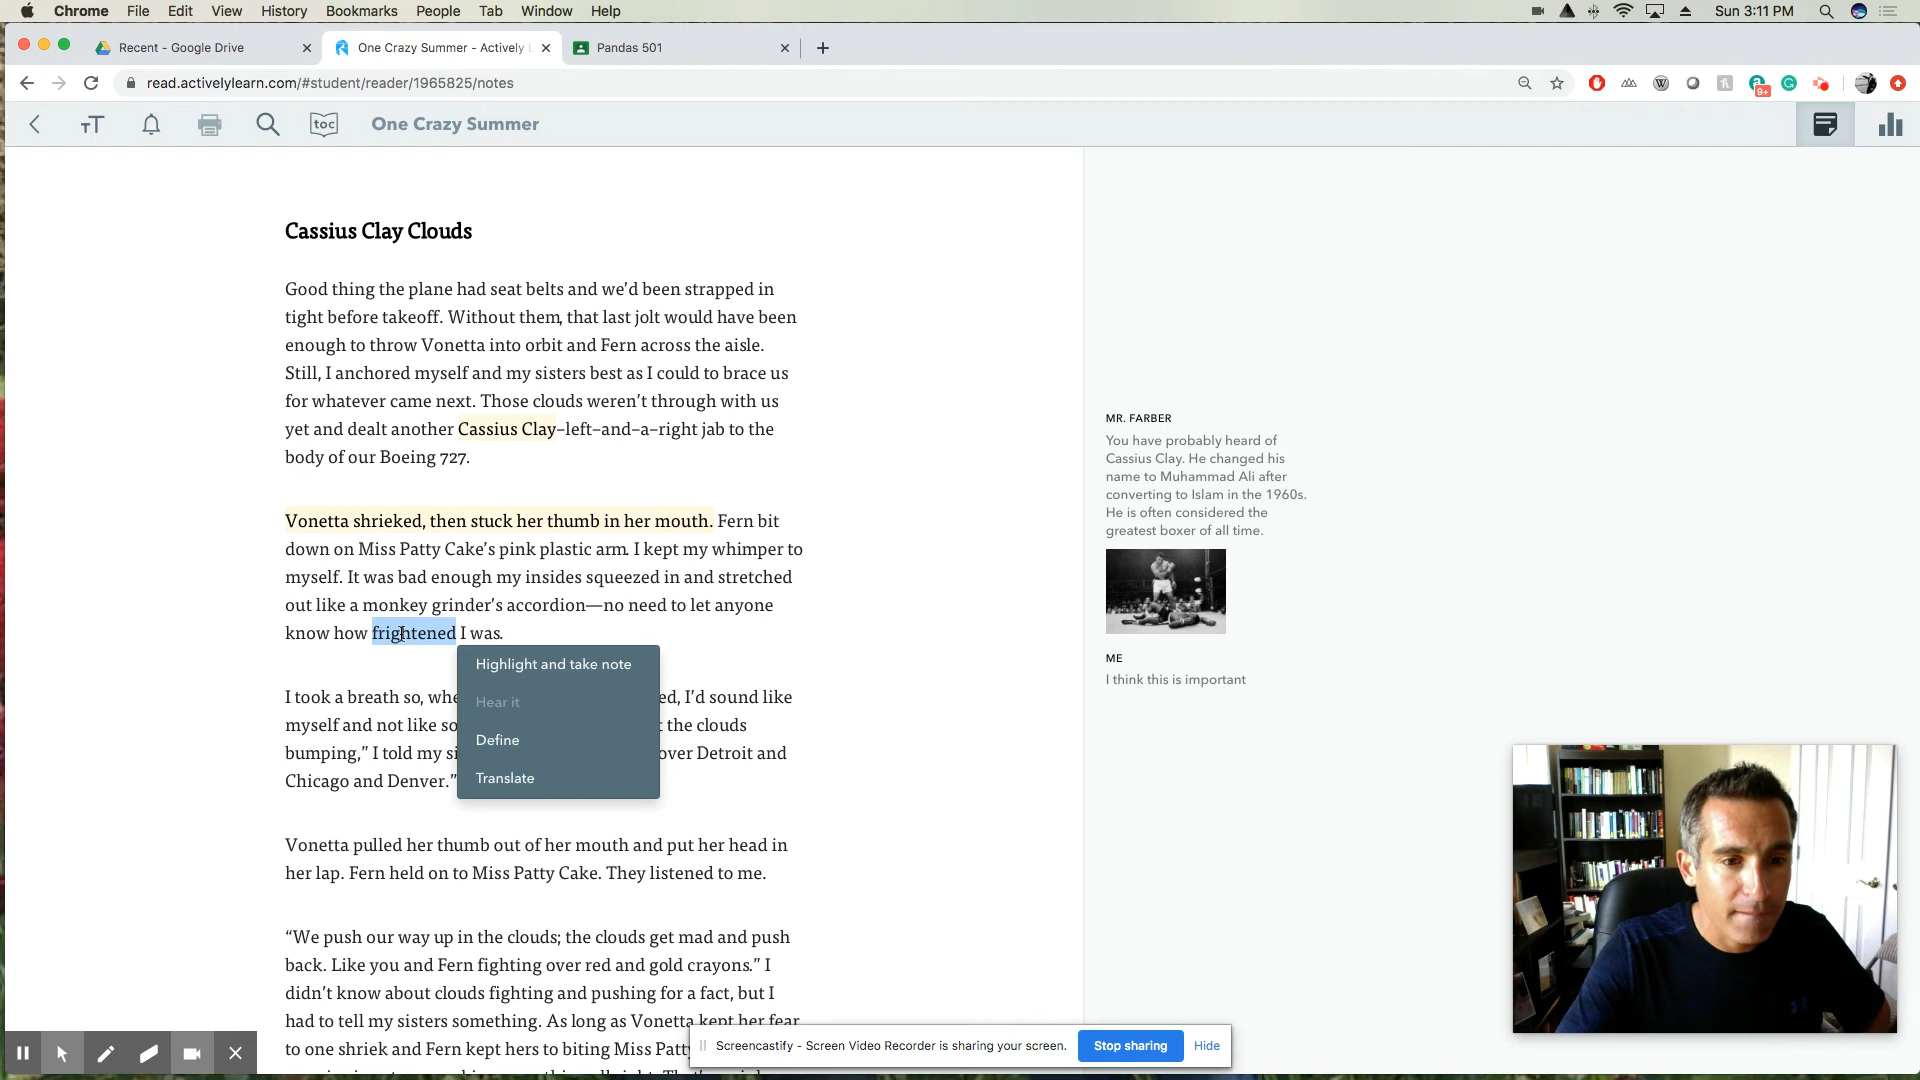 Chrome File Edit View History Bookmarks People Tab Window Help
Sun 3:11 PM
Recent - Google Drive
One Crazy Summer - Actively L
Pandas 501
read.actively​learn.com/#student/reader/1965825/notes
9+
TT
toc
One Crazy Summer
Cassius Clay Clouds
Good thing the plane had seat belts and we’d been strapped in
tight before takeoff. Without them, that last jolt would have been
enough to throw Vonetta into orbit and Fern across the aisle.
Still, I anchored myself and my sisters best as I could to brace us
for whatever came next. Those clouds weren’t through with us
yet and dealt another Cassius Clay–left–and–a–right jab to the
body of our Boeing 727.
Vonetta shrieked, then stuck her thumb in her mouth. Fern bit
down on Miss Patty Cake’s pink plastic arm. I kept my whimper to
myself. It was bad enough my insides squeezed in and stretched
out like a monkey grinder’s accordion—no need to let anyone
know how frightened I was.
Highlight and take note
Hear it
Define
Translate
I took a breath so, whe
ed, I’d sound like
myself and not like so
t the clouds
bumping,” I told my si
over Detroit and
Chicago and Denver.”
Vonetta pulled her thumb out of her mouth and put her head in
her lap. Fern held on to Miss Patty Cake. They listened to me.
“We push our way up in the clouds; the clouds get mad and push
back. Like you and Fern fighting over red and gold crayons.” I
didn’t know about clouds fighting and pushing for a fact, but I
had to tell my sisters something. As long as Vonetta kept her fear
to one shriek and Fern kept hers to biting Miss Patty
MR. FARBER
You have probably heard of
Cassius Clay. He changed his
name to Muhammad Ali after
converting to Islam in the 1960s.
He is often considered the
greatest boxer of all time.
ME
I think this is important
Screencastify - Screen Video Recorder is sharing your screen.
Stop sharing
Hide